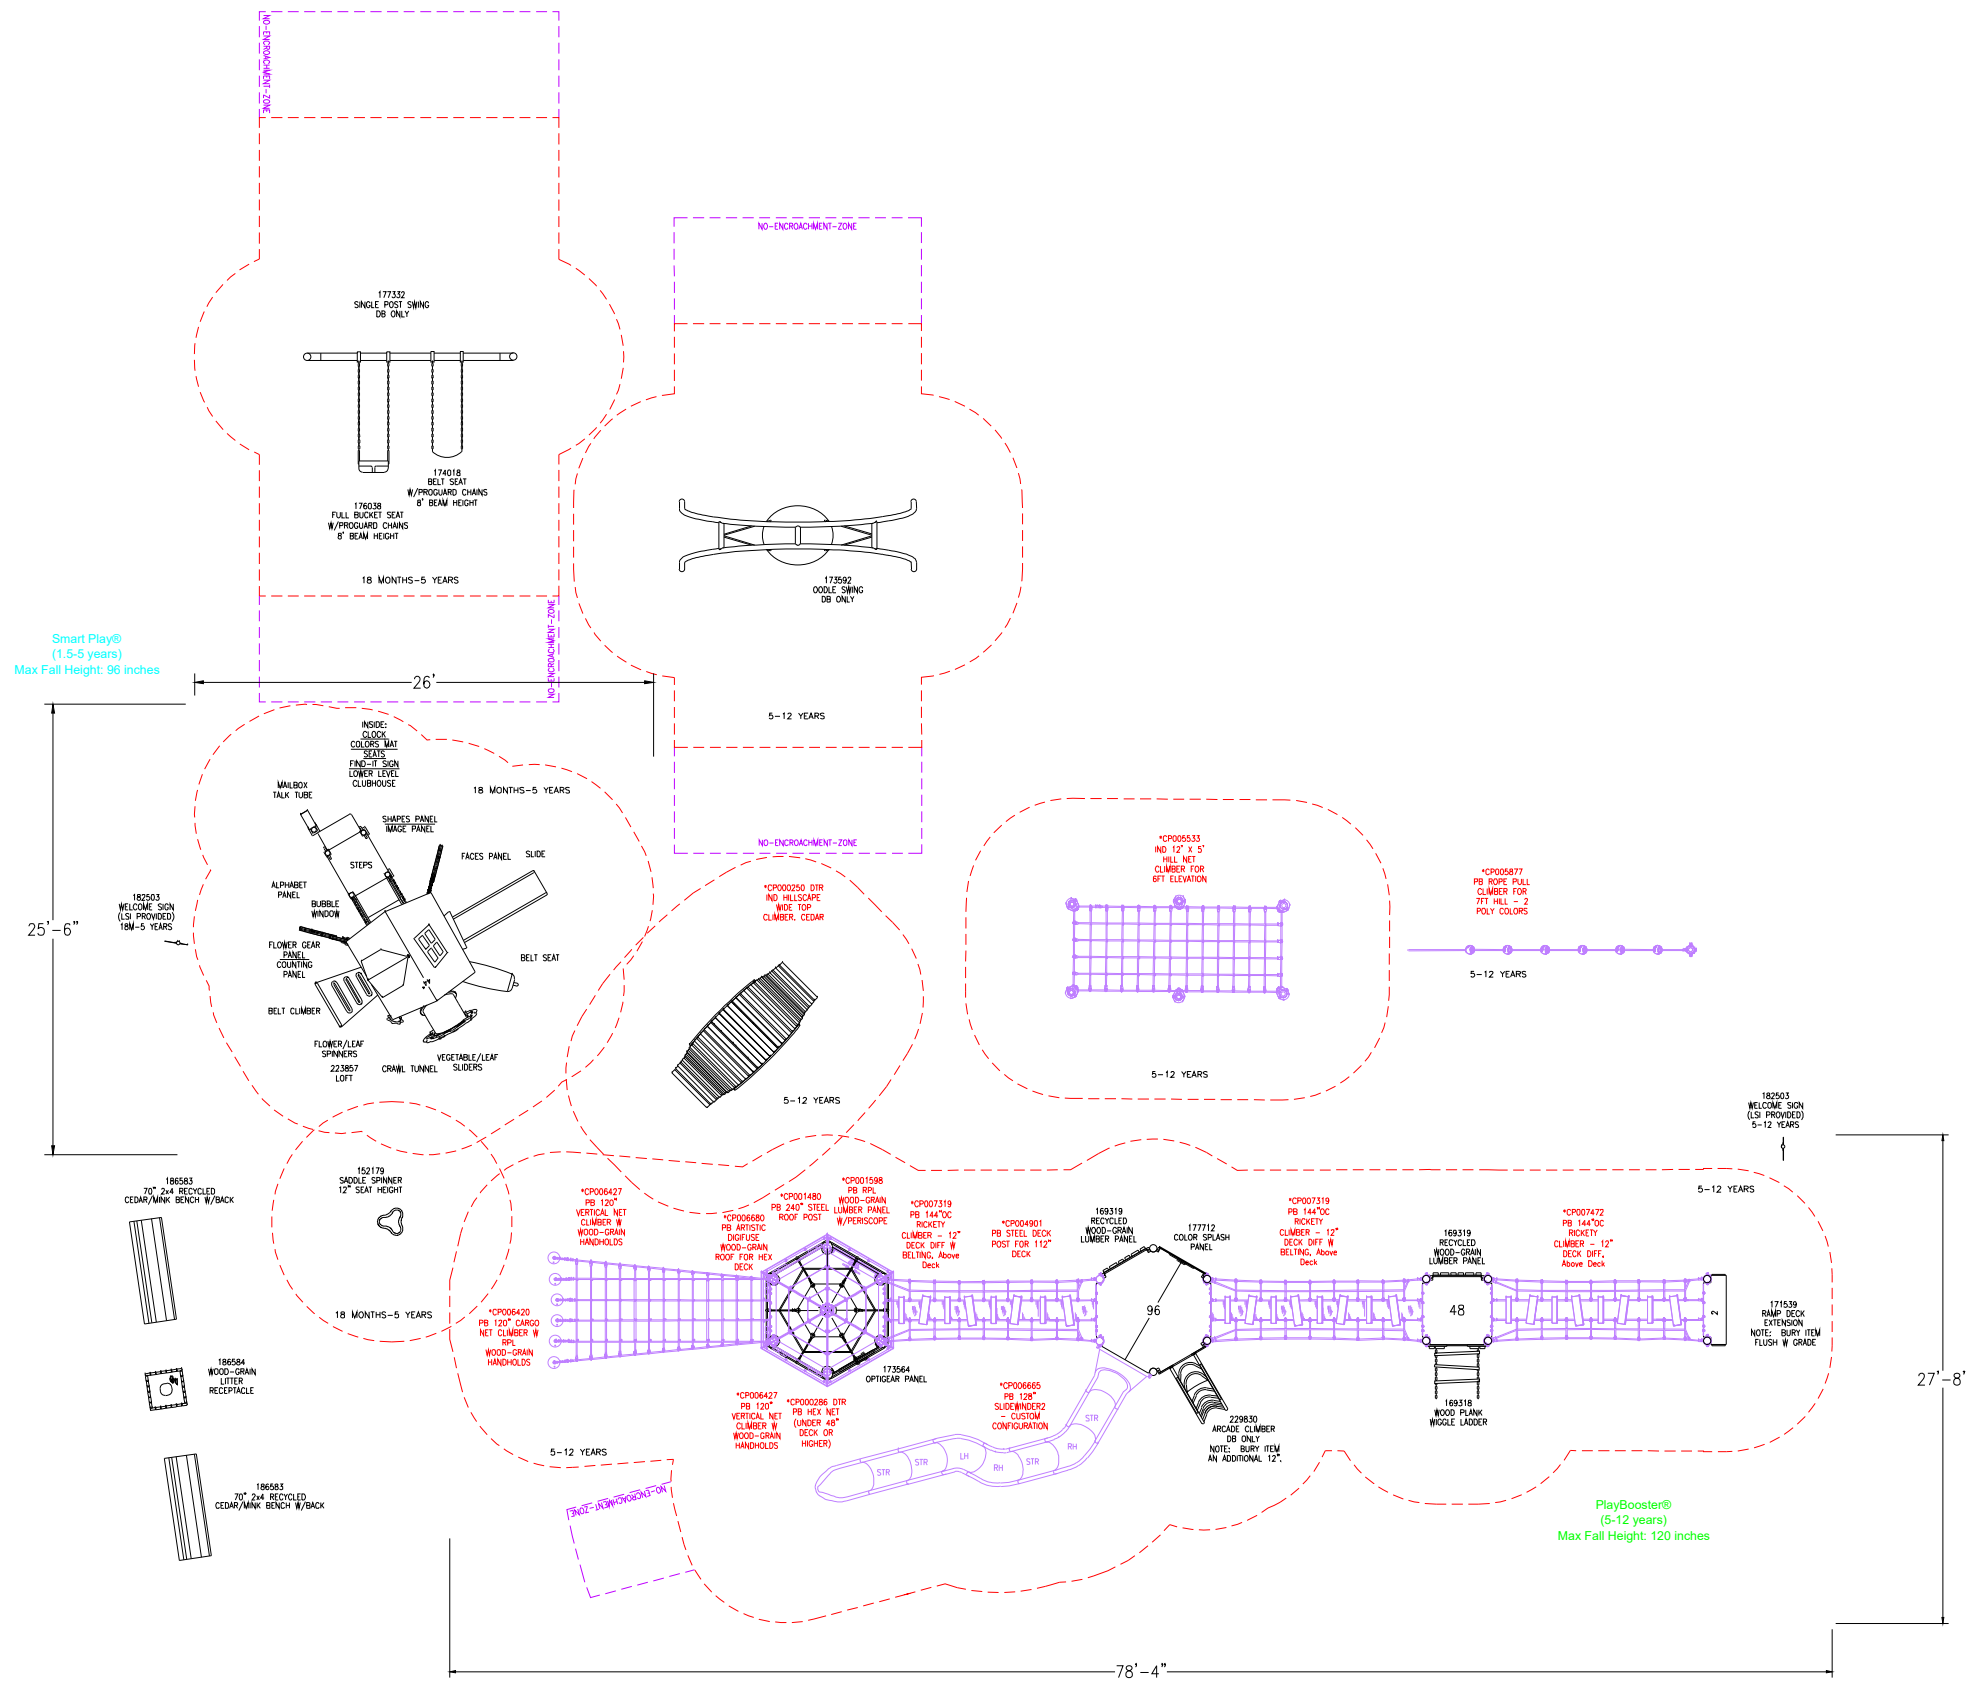 NO-ENCROACHMENT-ZONE
NO-ENCROACHMENT-ZONE
177332
SINGLE POST SWING
DB ONLY
174018
BELT SEAT
W/PROGUARD CHAINS
8' BEAM HEIGHT
176038
FULL BUCKET SEAT
W/PROGUARD CHAINS
8' BEAM HEIGHT
18 MONTHS-5 YEARS
173592
OODLE SWING
DB ONLY
NO-ENCROACHMENT-ZONE
Smart Play®
(1.5-5 years)
Max Fall Height: 96 inches
26'
5-12 YEARS
NO-ENCROACHMENT-ZONE
INSIDE:
CLOCK
COLORS MAT
SEATS
FIND-IT SIGN
LOWER LEVEL
CLUBHOUSE
MAILBOX
TALK TUBE
18 MONTHS-5 YEARS
SHAPES PANEL
IMAGE PANEL
FACES PANEL
SLIDE
STEPS
ALPHABET
PANEL
BUBBLE
WINDOW
182503
WELCOME SIGN
(LSI PROVIDED)
18M-5 YEARS
25'-6"
FLOWER GEAR
PANEL
COUNTING
PANEL
BELT SEAT
BELT CLIMBER
FLOWER/LEAF
SPINNERS
223857
LOFT
CRAWL TUNNEL
VEGETABLE/LEAF
SLIDERS
*CP000250 DTR
IND HILLSCAPE
WIDE TOP
CLIMBER, CEDAR
5-12 YEARS
*CP005533
IND 12" X 5'
HILL NET
CLIMBER FOR
6FT ELEVATION
5-12 YEARS
*CP005877
PB ROPE PULL
CLIMBER FOR
7FT HILL - 2
POLY COLORS
5-12 YEARS
182503
WELCOME SIGN
(LSI PROVIDED)
5-12 YEARS
186583
70" 2x4 RECYCLED
CEDAR/MINK BENCH W/BACK
152179
SADDLE SPINNER
12" SEAT HEIGHT
18 MONTHS-5 YEARS
186584
WOOD-GRAIN
LITTER
RECEPTACLE
186583
70" 2x4 RECYCLED
CEDAR/MINK BENCH W/BACK
*CP006427
PB 120"
VERTICAL NET
CLIMBER W
WOOD-GRAIN
HANDHOLDS
*CP006420
PB 120" CARGO
NET CLIMBER W
RPL
WOOD-GRAIN
HANDHOLDS
*CP006680
PB ARTISTIC
DIGIFUSE
WOOD-GRAIN
ROOF FOR HEX
DECK
*CP001480
PB 240" STEEL
ROOF POST
*CP001598
PB RPL
WOOD-GRAIN
LUMBER PANEL
W/PERISCOPE
*CP007319
PB 144"OC
RICKETY
CLIMBER - 12"
DECK DIFF W
BELTING, Above
Deck
*CP004901
PB STEEL DECK
POST FOR 112"
DECK
169319
RECYCLED
WOOD-GRAIN
LUMBER PANEL
177712
COLOR SPLASH
PANEL
*CP007319
PB 144"OC
RICKETY
CLIMBER - 12"
DECK DIFF W
BELTING, Above
Deck
169319
RECYCLED
WOOD-GRAIN
LUMBER PANEL
*CP007472
PB 144"OC
RICKETY
CLIMBER - 12"
DECK DIFF,
Above Deck
5-12 YEARS
96
48
2
171539
RAMP DECK
EXTENSION
NOTE: BURY ITEM
FLUSH W GRADE
173564
OPTIGEAR PANEL
*CP006427
PB 120"
VERTICAL NET
CLIMBER W
WOOD-GRAIN
HANDHOLDS
*CP000286 DTR
PB HEX NET
(UNDER 48"
DECK OR
HIGHER)
*CP006665
PB 128"
SLIDEWINDER2
- CUSTOM
CONFIGURATION
STR
STR
LH
RH
STR
RH
STR
229830
ARCADE CLIMBER
DB ONLY
NOTE: BURY ITEM
AN ADDITIONAL 12".
169318
WOOD PLANK
WIGGLE LADDER
27'-8"
5-12 YEARS
NO-ENCROACHMENT-ZONE
PlayBooster®
(5-12 years)
Max Fall Height: 120 inches
78'-4"